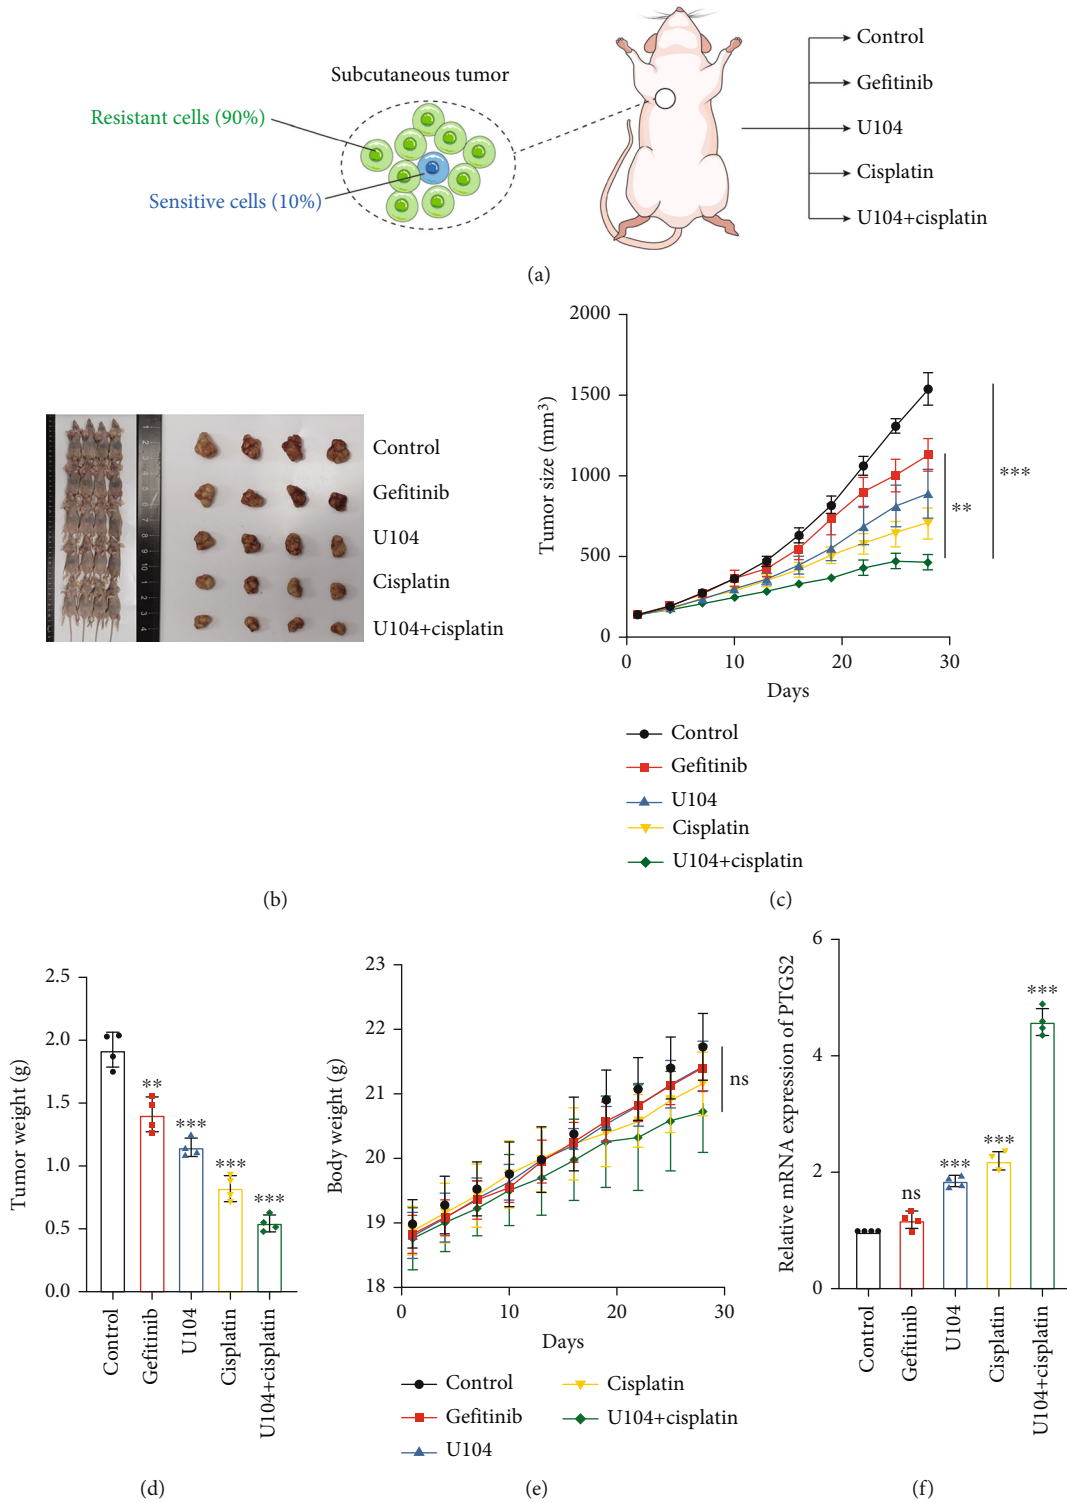 Subcutaneous tumor
Resistant cells (90%)
Sensitive cells (10%)
Control
Gefitinib
U104
Cisplatin
U104+cisplatin
(a)
Control
Gefitinib
U104
Cisplatin
U104+cisplatin
(b)
Tumor size (mm³)
2000
1500
1000
500
0
0
10
20
30
Days
**
***
Control
Gefitinib
U104
Cisplatin
U104+cisplatin
(c)
Tumor weight (g)
2.5
2.0
1.5
1.0
0.5
0.0
**
***
***
***
Control
Gefitinib
U104
Cisplatin
U104+cisplatin
(d)
Body weight (g)
23
22
21
20
19
18
0
10
20
30
Days
ns
Control
Gefitinib
U104
Cisplatin
U104+cisplatin
(e)
Relative mRNA expression of PTGS2
6
4
2
0
ns
***
***
***
Control
Gefitinib
U104
Cisplatin
U104+cisplatin
(f)